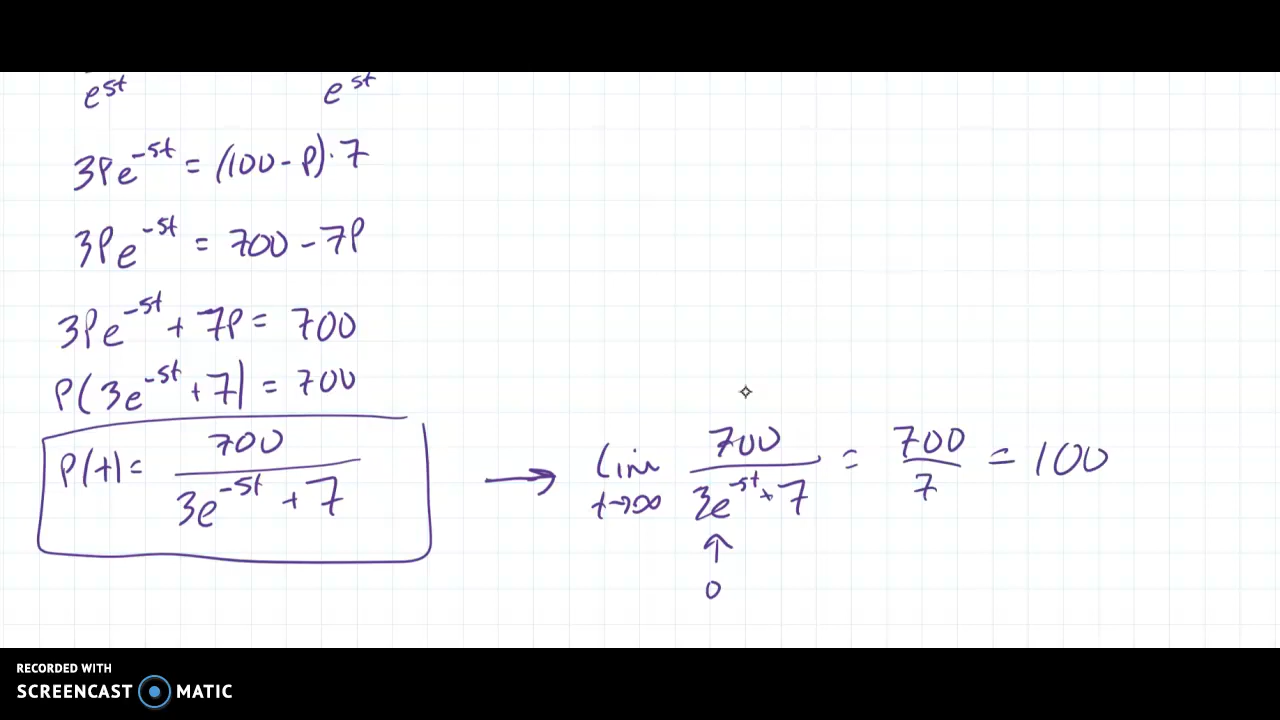 e^5t e^5t
3Pe^-5t = (100 - P)·7
3Pe^-5t = 700 - 7P
3Pe^-5t + 7P = 700
P(3e^-5t + 7) = 700
P(t) = 700 / (3e^-5t + 7) → lim t→∞ 700 / (3e^-5t + 7) = 700 / 7 = 100
↑
0
RECORDED WITH
SCREENCAST MATIC